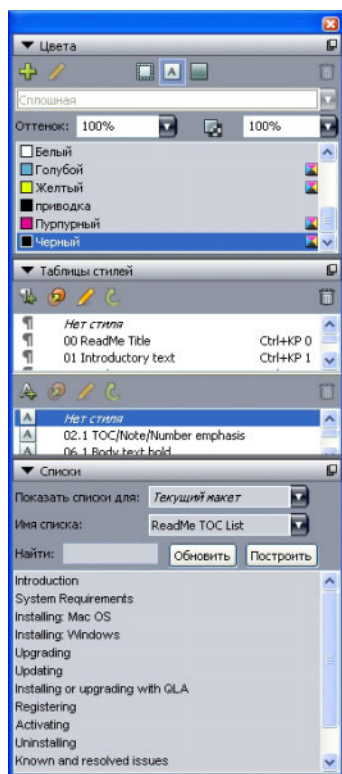 Цвета
A
Сплошная
Оттенок: 100% 100%
Белый
Голубой
Желтый
приводка
Пурпурный
Черный
Таблицы стилей
Нет стиля
00 ReadMe Title Ctrl+KP 0
01 Introductory text Ctrl+KP 1
A Нет стиля
A 02.1 TOC/Note/Number emphasis
A 06.1 Body text bold
Списки
Показать списки для: Текущий макет
Имя списка: ReadMe TOC List
Найти: Обновить Построить
Introduction
System Requirements
Installing: Mac OS
Installing: Windows
Upgrading
Updating
Installing or upgrading with QLA
Registering
Activating
Uninstalling
Known and resolved issues